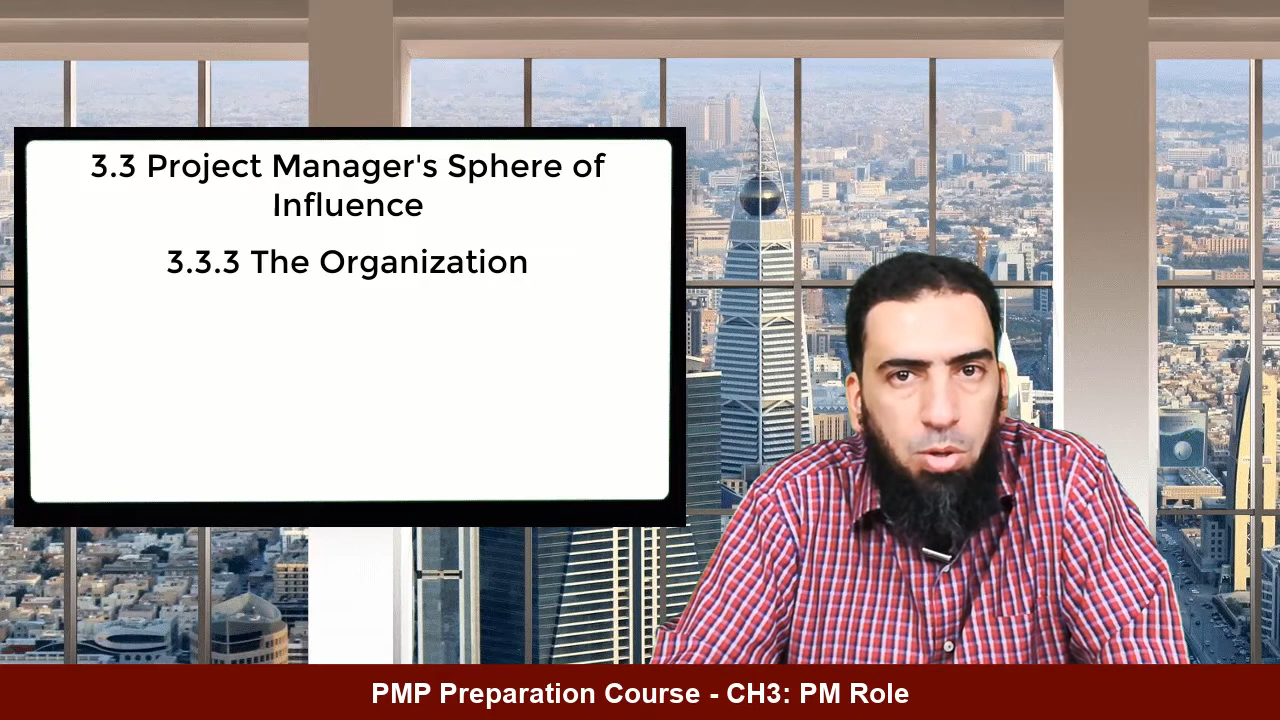 3.3 Project Manager's Sphere of
Influence
3.3.3 The Organization
PMP Preparation Course - CH3: PM Role